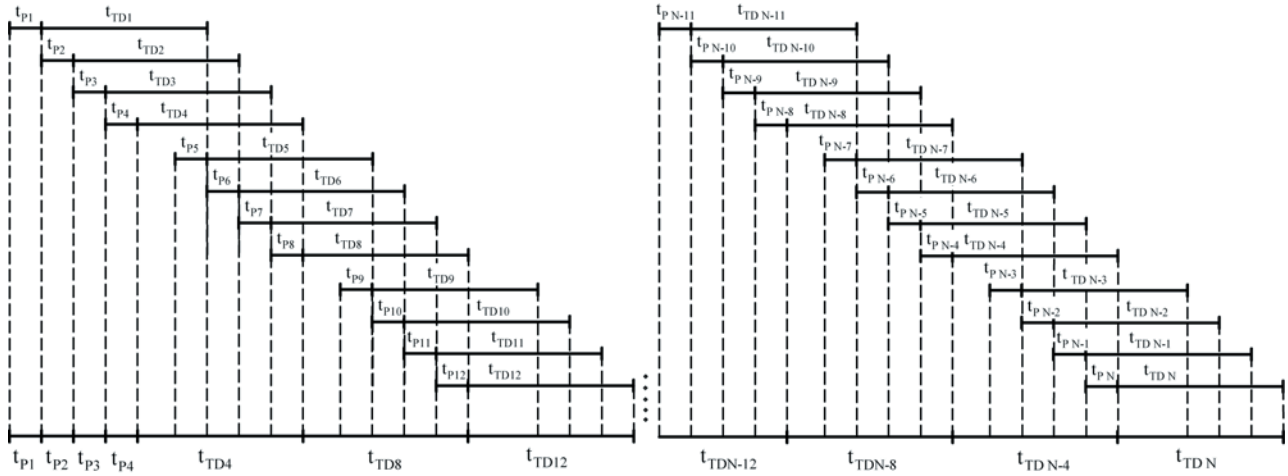 tP1 tTD1 tP N-11 tTD N-11
tP2 tTD2 tP N-10 tTD N-10
tP3 tTD3 tP N-9 tTD N-9
tP4 tTD4 tP N-8 tTD N-8
tP5 tTD5 tP N-7 tTD N-7
tP6 tTD6 tP N-6 tTD N-6
tP7 tTD7 tP N-5 tTD N-5
tP8 tTD8 tP N-4 tTD N-4
tP9 tTD9 tP N-3 tTD N-3
tP10 tTD10 tP N-2 tTD N-2
tP11 tTD11 tP N-1 tTD N-1
tP12 tTD12 tP N tTD N
tP1 tP2 tP3 tP4 tTD4 tTD8 tTD12 tTDN-12 tTDN-8 tTDN-4 tTD N